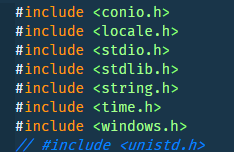 #include <conio.h>
#include <locale.h>
#include <stdio.h>
#include <stdlib.h>
#include <string.h>
#include <time.h>
#include <windows.h>
// #include <unistd.h>